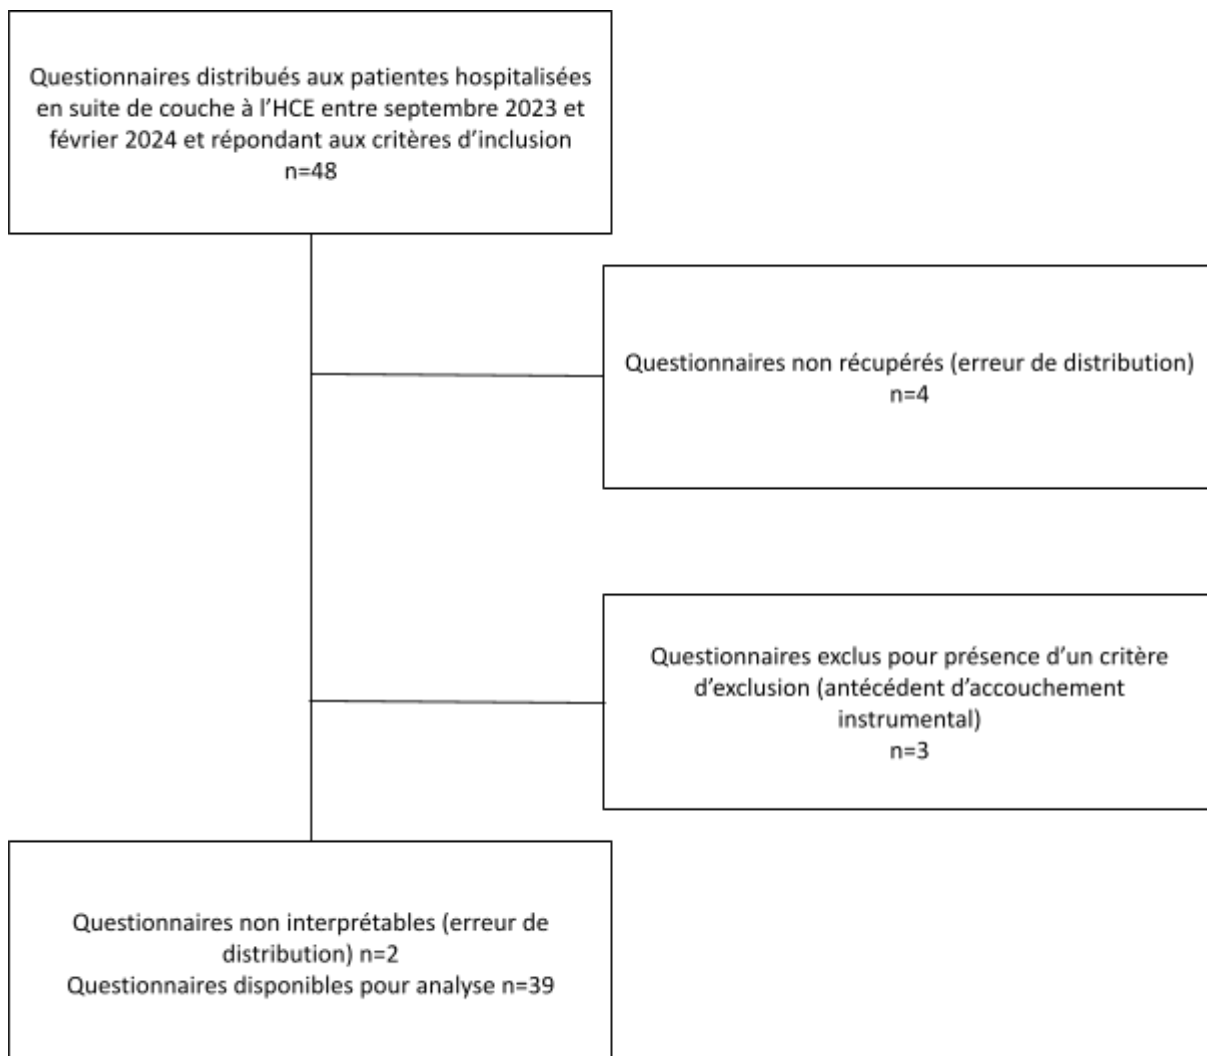 Questionnaires distribués aux patientes hospitalisées
en suite de couche à l’HCE entre septembre 2023 et
février 2024 et répondant aux critères d’inclusion
n=48
Questionnaires non récupérés (erreur de distribution)
n=4
Questionnaires exclus pour présence d’un critère
d’exclusion (antécédent d’accouchement
instrumental)
n=3
Questionnaires non interprétables (erreur de
distribution) n=2
Questionnaires disponibles pour analyse n=39